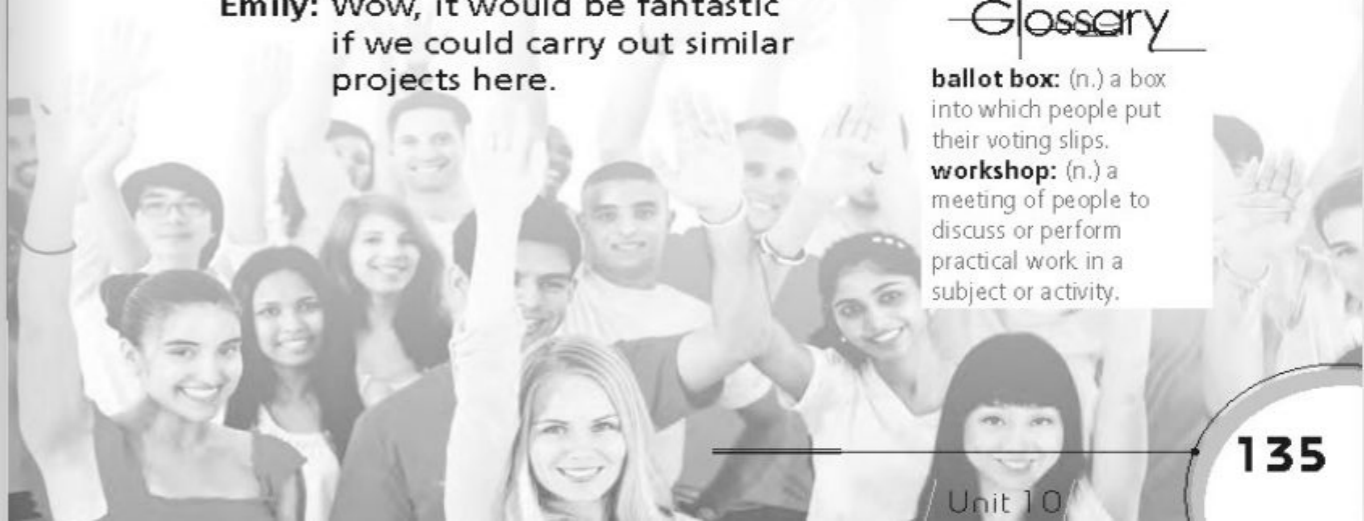 Emily: Wow, it would be fantastic
if we could carry out similar
projects here.
Glossary
ballot box: (n.) a box
into which people put
their voting slips.
workshop: (n.) a
meeting of people to
discuss or perform
practical work in a
subject or activity.
135
Unit 10